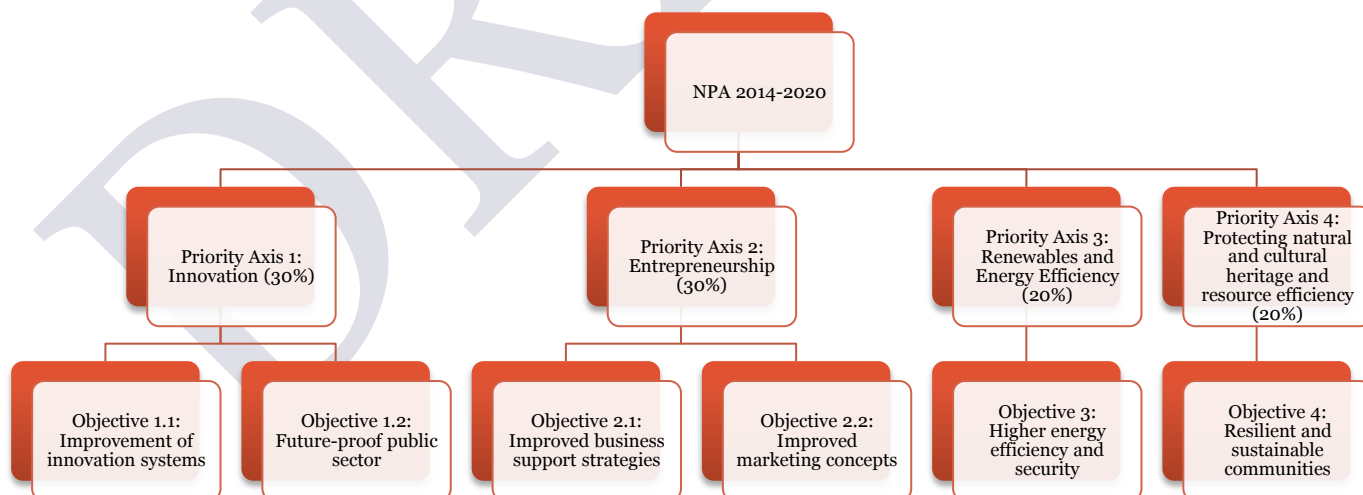 NPA 2014-2020
Priority Axis 1:
Innovation (30%)
Priority Axis 2:
Entrepreneurship
(30%)
Priority Axis 3:
Renewables and
Energy Efficiency
(20%)
Priority Axis 4:
Protecting natural
and cultural
heritage and
resource efficiency
(20%)
Objective 1.1:
Improvement of
innovation systems
Objective 1.2:
Future-proof public
sector
Objective 2.1:
Improved business
support strategies
Objective 2.2:
Improved
marketing concepts
Objective 3:
Higher energy
efficiency and
security
Objective 4:
Resilient and
sustainable
communities